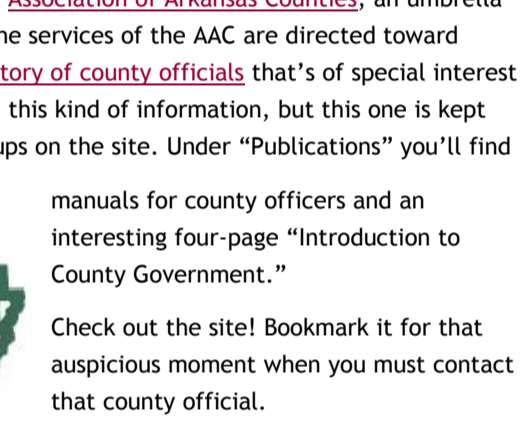 Association of Arkansas Counties, an umbrella
services of the AAC are directed toward
of county officials that’s of special interest
this kind of information, but this one is kept
on the site. Under “Publications” you’ll find
manuals for county officers and an
interesting four-page “Introduction to
County Government.”
Check out the site! Bookmark it for that
auspicious moment when you must contact
that county official.